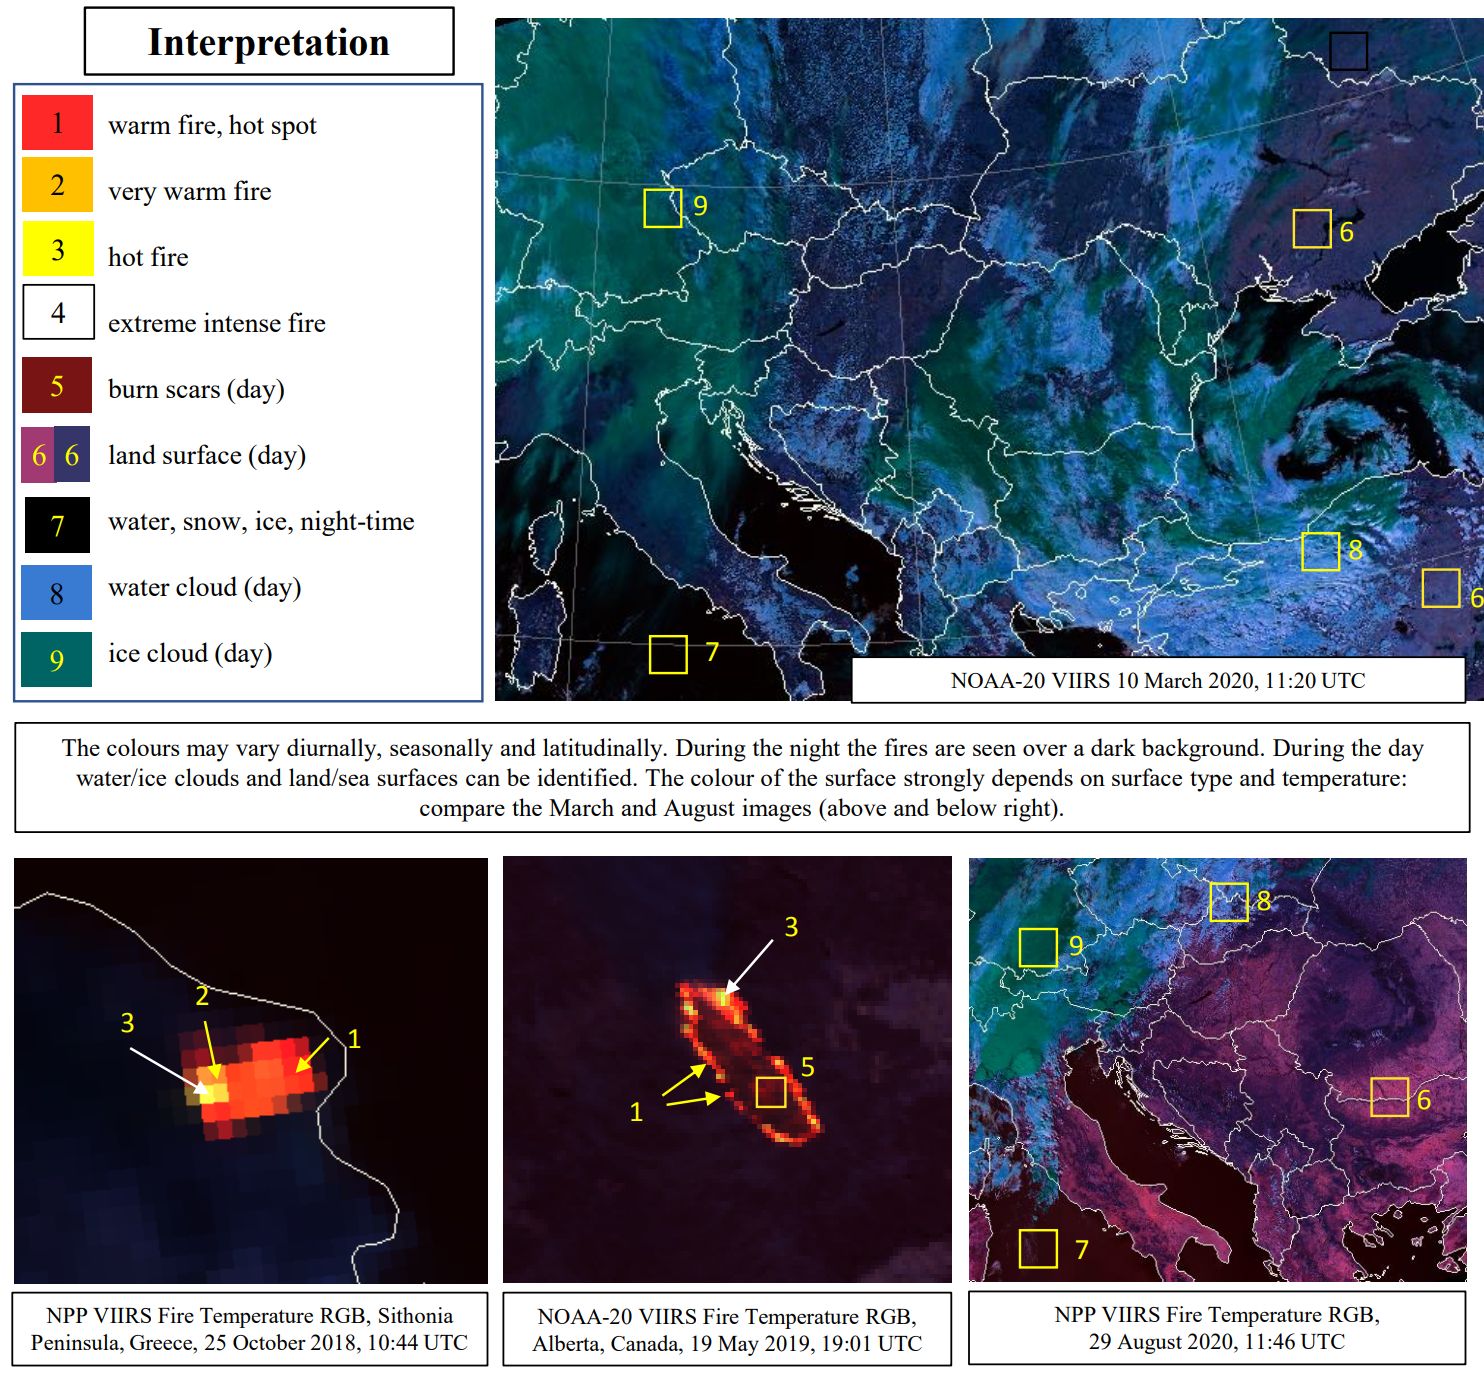 Interpretation
1 warm fire, hot spot
2 very warm fire
3 hot fire
4 extreme intense fire
5 burn scars (day)
6 6 land surface (day)
7 water, snow, ice, night-time
8 water cloud (day)
9 ice cloud (day)
9
6
8
6
7
NOAA-20 VIIRS 10 March 2020, 11:20 UTC
The colours may vary diurnally, seasonally and latitudinally. During the night the fires are seen over a dark background. During the day
water/ice clouds and land/sea surfaces can be identified. The colour of the surface strongly depends on surface type and temperature:
compare the March and August images (above and below right).
2
3
1
NPP VIIRS Fire Temperature RGB, Sithonia
Peninsula, Greece, 25 October 2018, 10:44 UTC
3
5
1
NOAA-20 VIIRS Fire Temperature RGB,
Alberta, Canada, 19 May 2019, 19:01 UTC
8
9
6
7
NPP VIIRS Fire Temperature RGB,
29 August 2020, 11:46 UTC